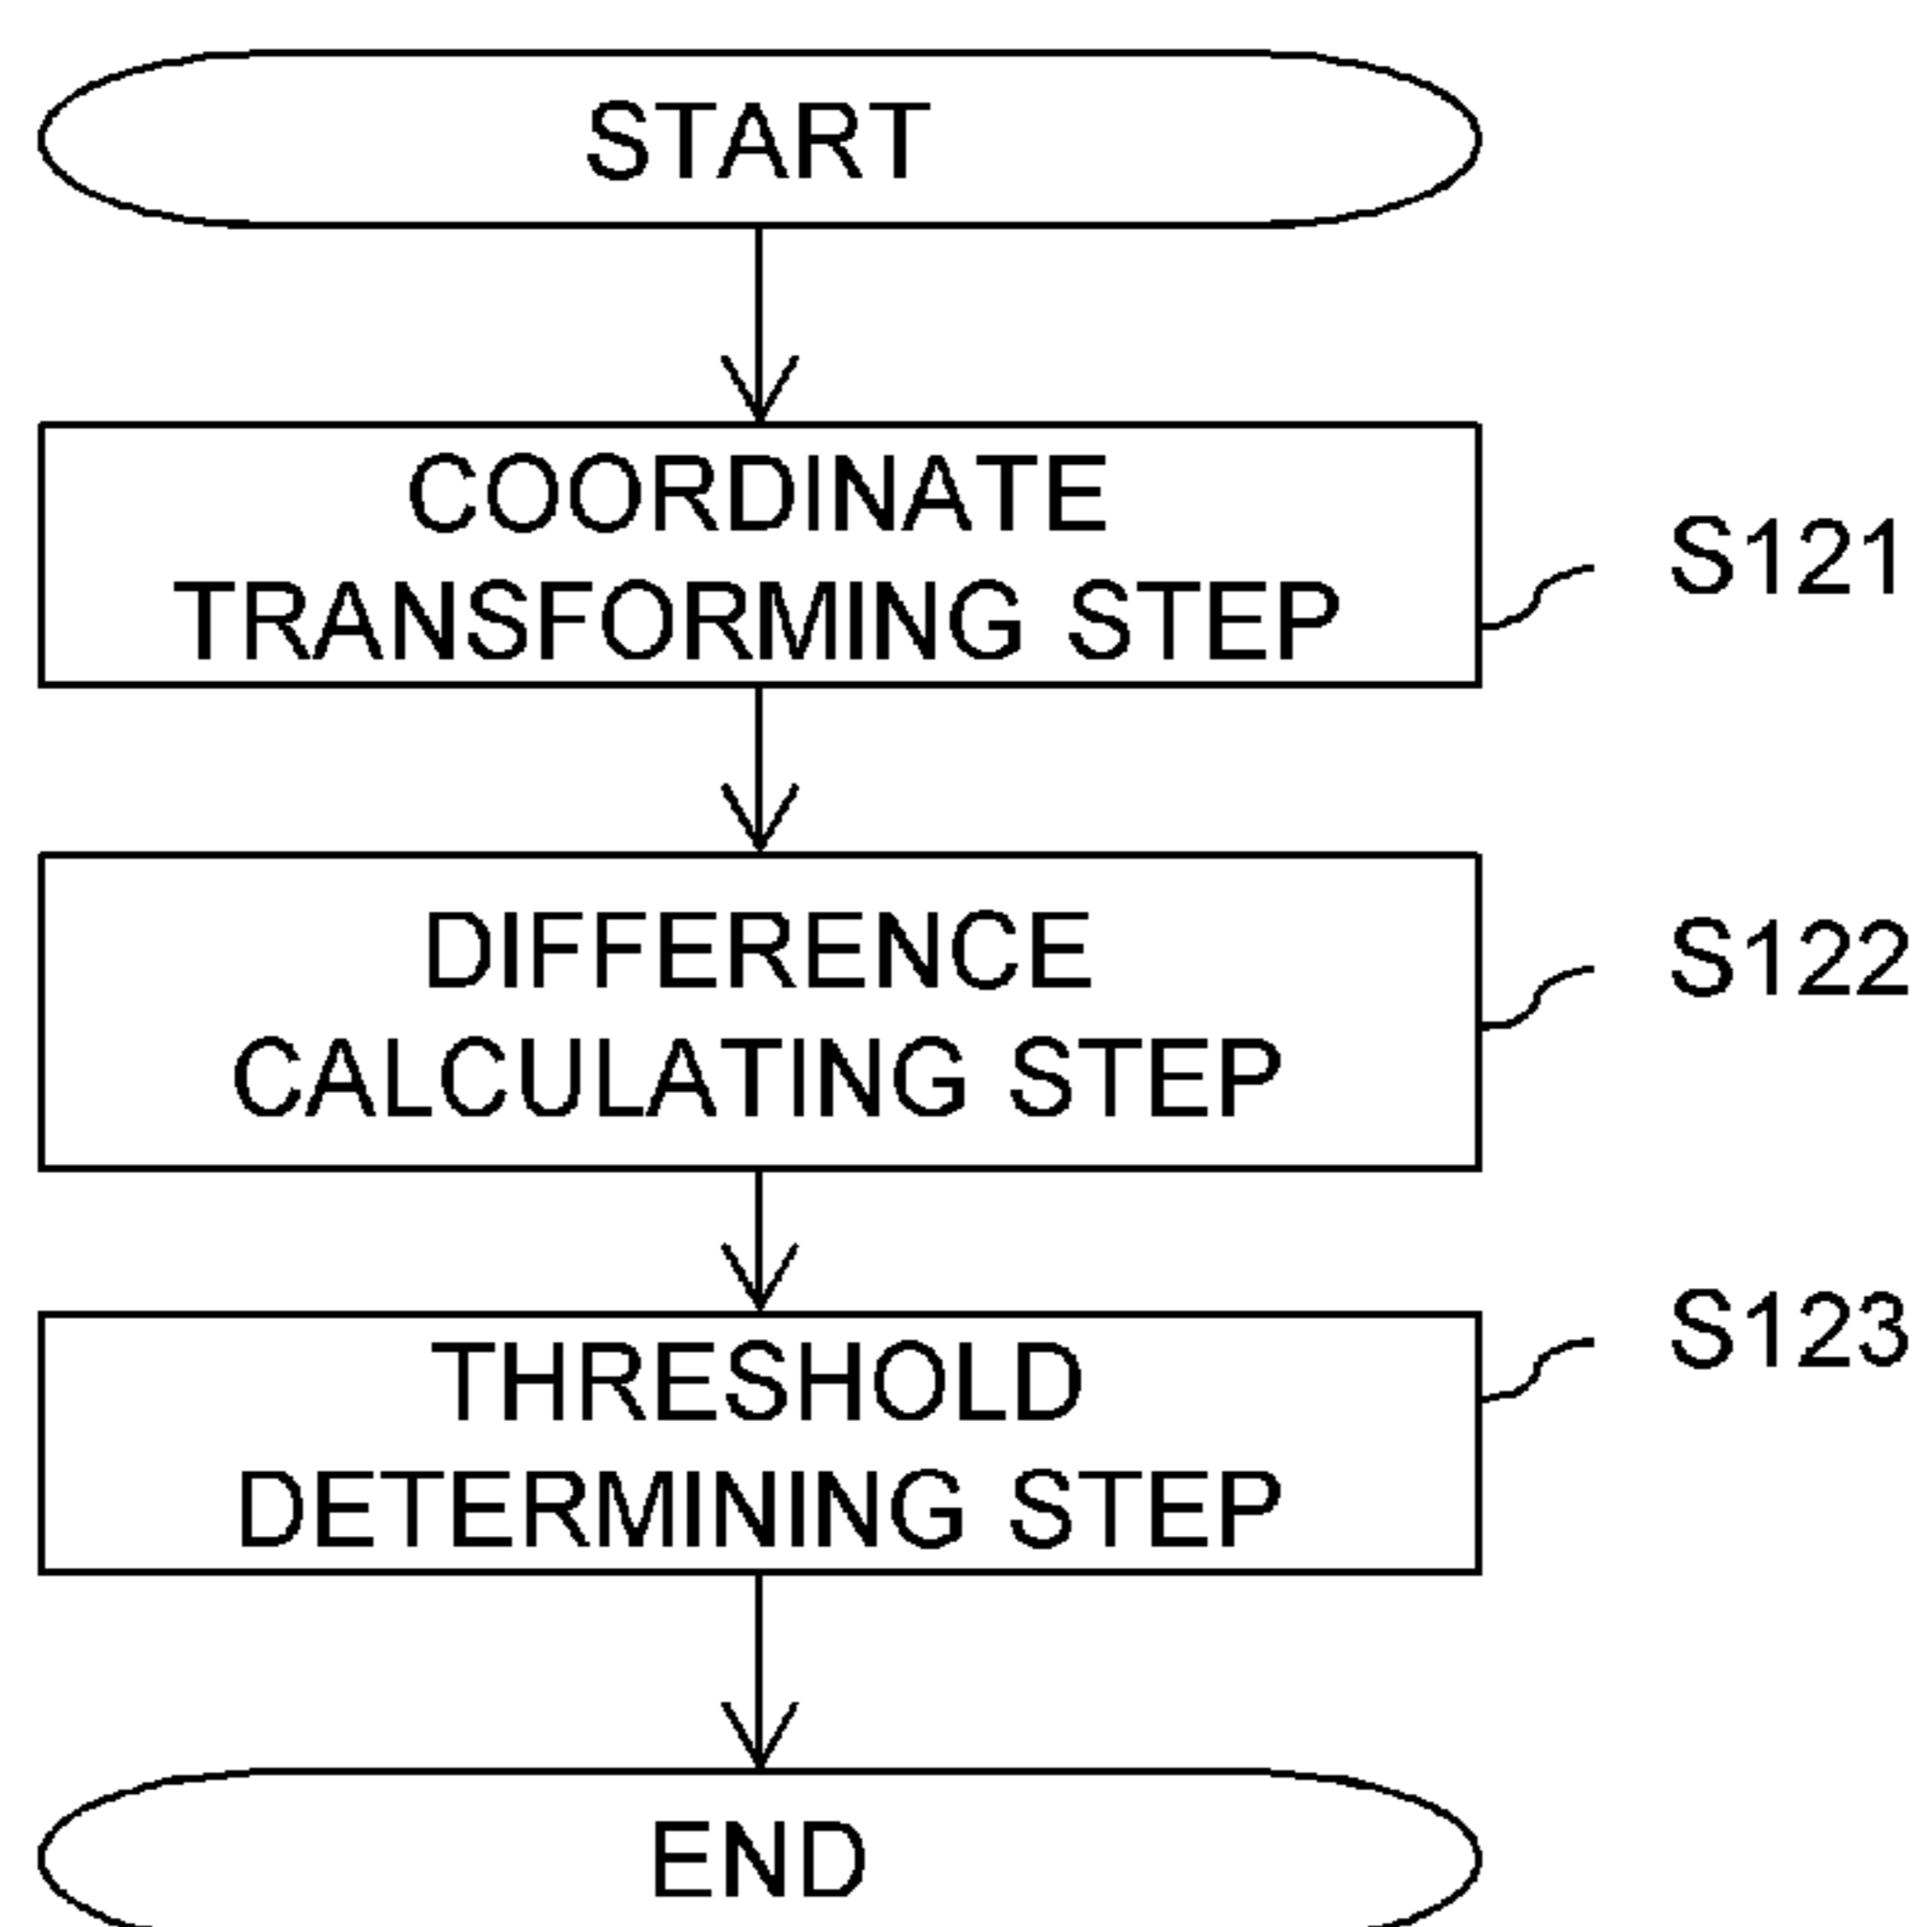 START
COORDINATE
TRANSFORMING STEP
S121
DIFFERENCE
CALCULATING STEP
S122
THRESHOLD
DETERMINING STEP
S123
END